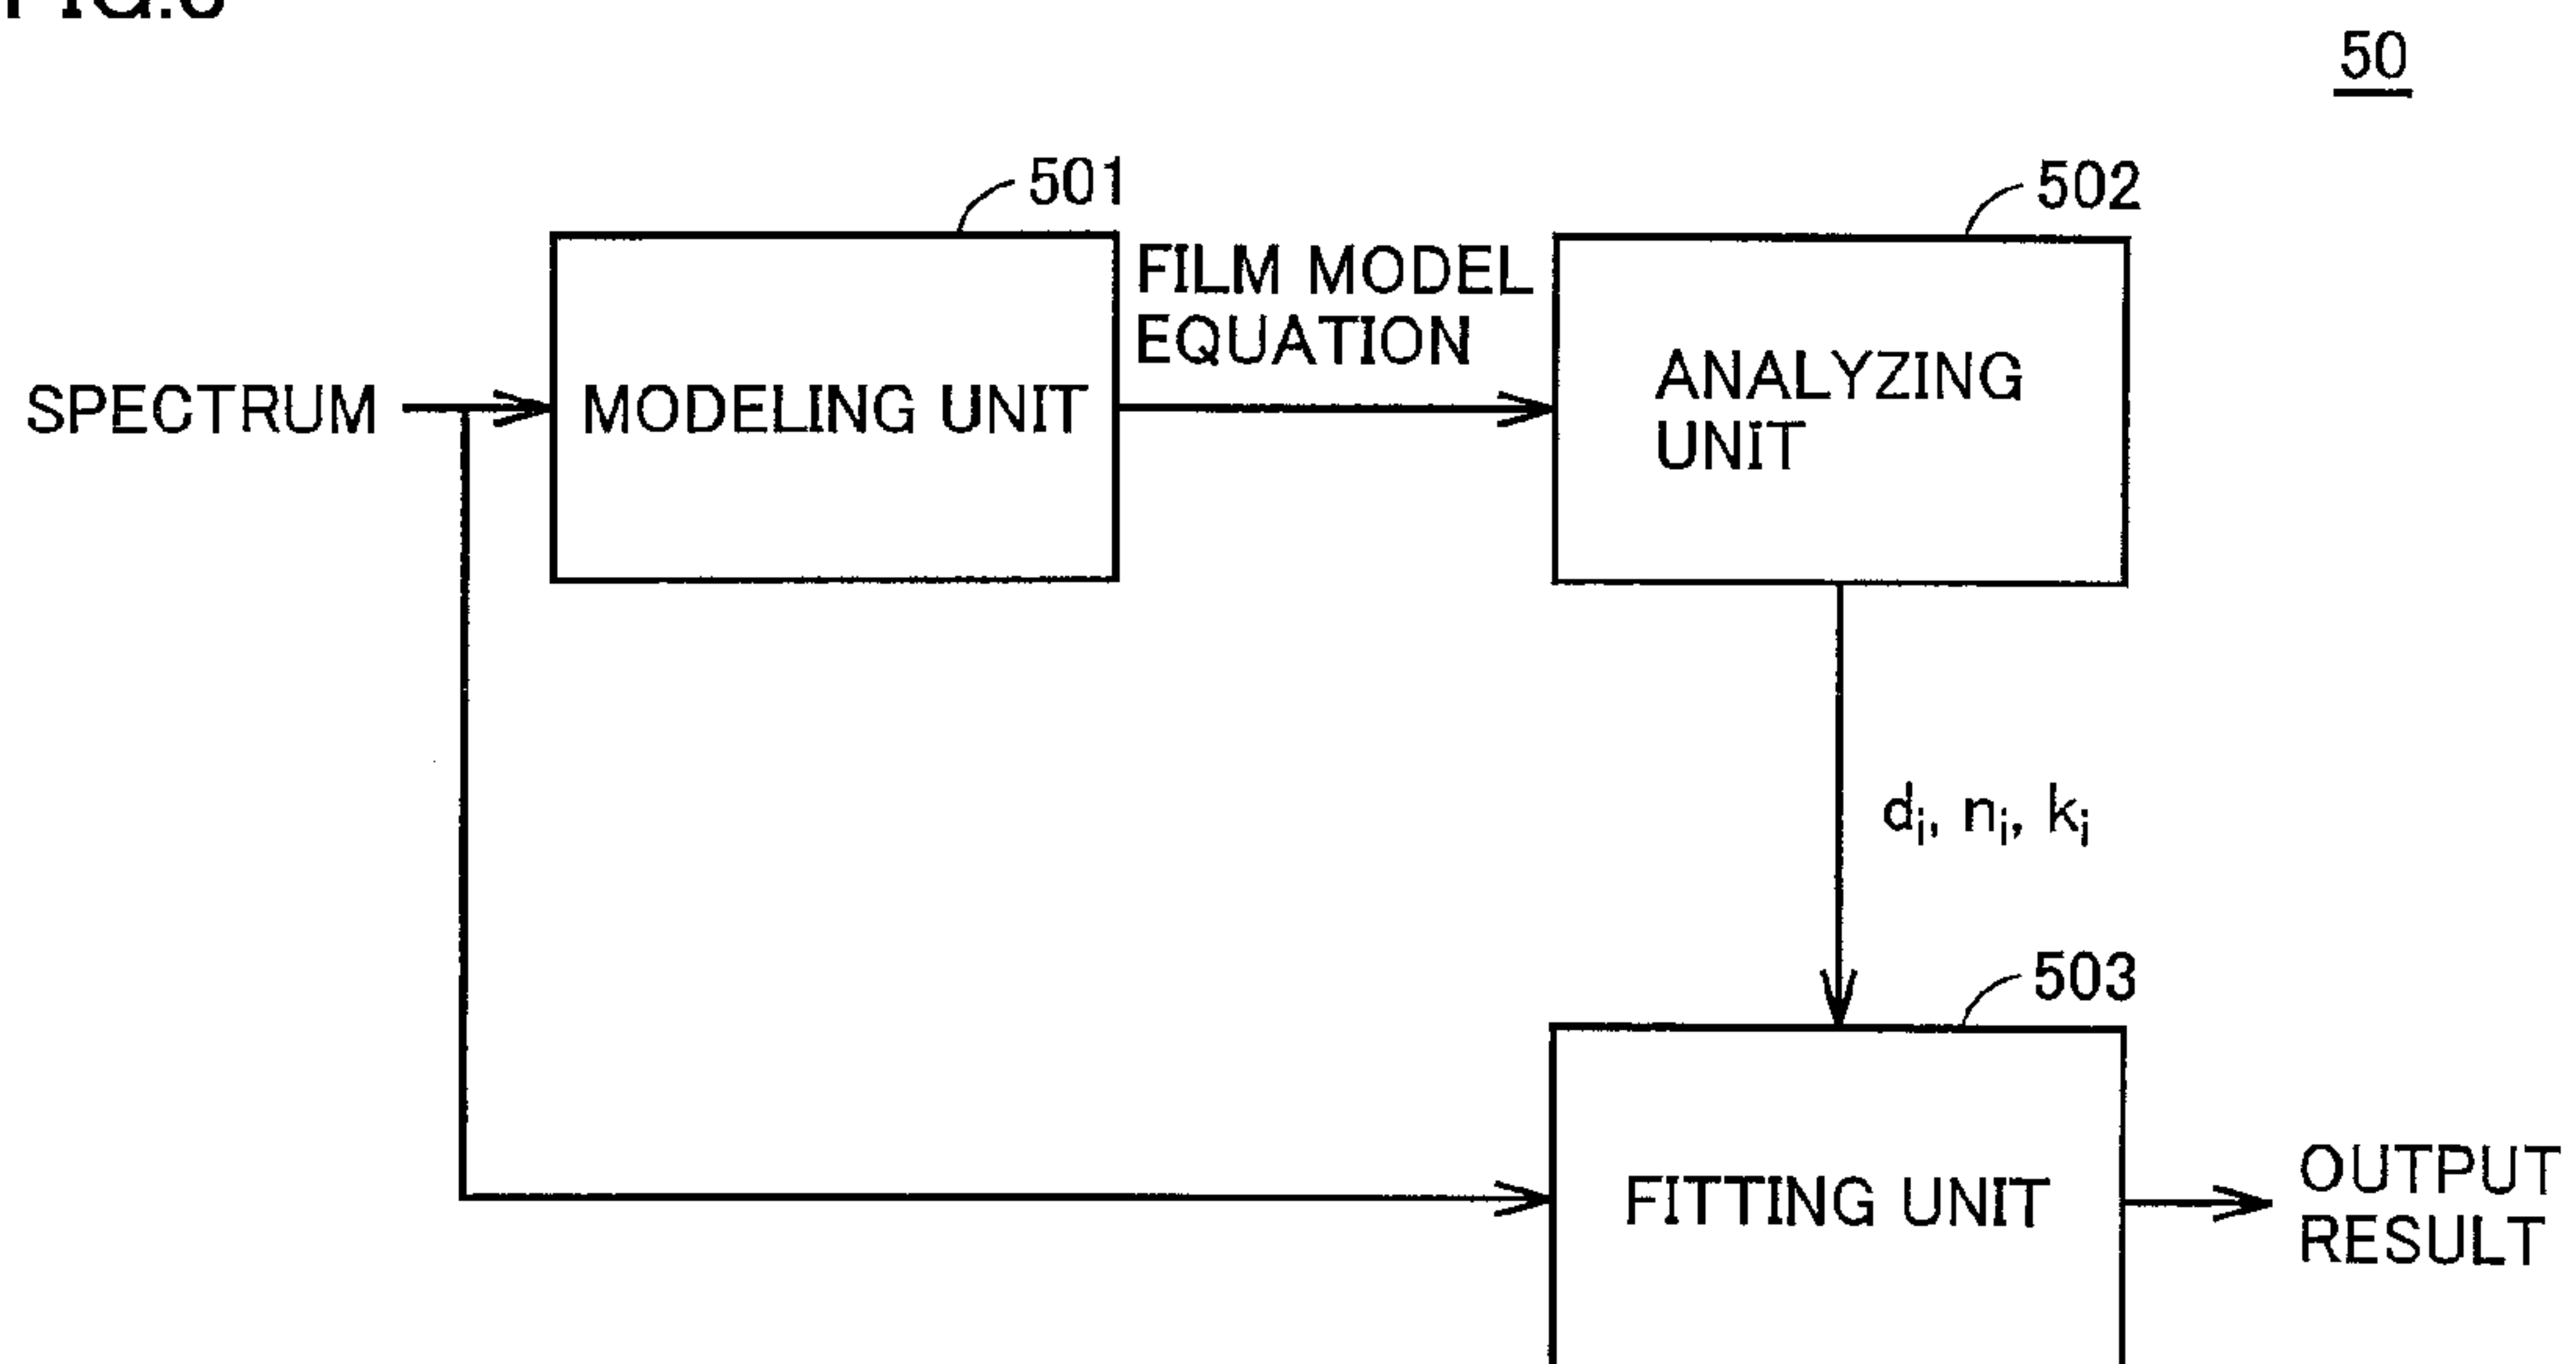 50
501
502
FILM MODEL
EQUATION
SPECTRUM
MODELING UNIT
ANALYZING
UNIT
di, ni, ki
503
FITTING UNIT
OUTPUT
RESULT